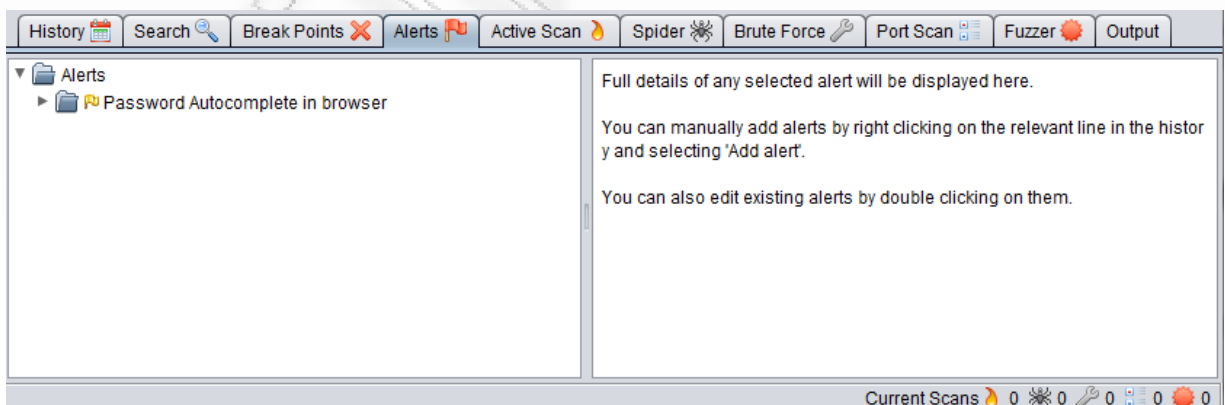 History Search Break Points Alerts Active Scan Spider Brute Force Port Scan Fuzzer Output
Alerts
Password Autocomplete in browser
Full details of any selected alert will be displayed here.
You can manually add alerts by right clicking on the relevant line in the histor
y and selecting 'Add alert'.
You can also edit existing alerts by double clicking on them.
Current Scans 0 0 0 0 0